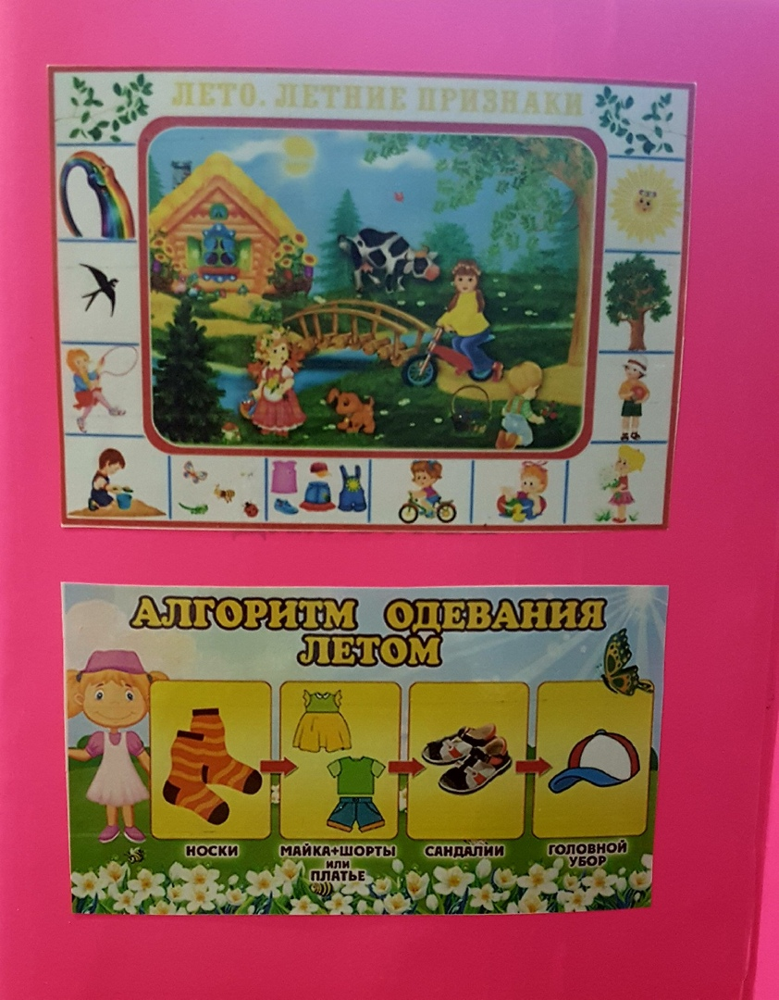 ЛЕТО. ЛЕТНИЕ ПРИЗНАКИ
АЛГОРИТМ ОДЕВАНИЯ
ЛЕТОМ
НОСКИ
МАЙКА+ШОРТЫ
ИЛИ
ПЛАТЬЕ
САНДАЛИИ
ГОЛОВНОЙ
УБОР